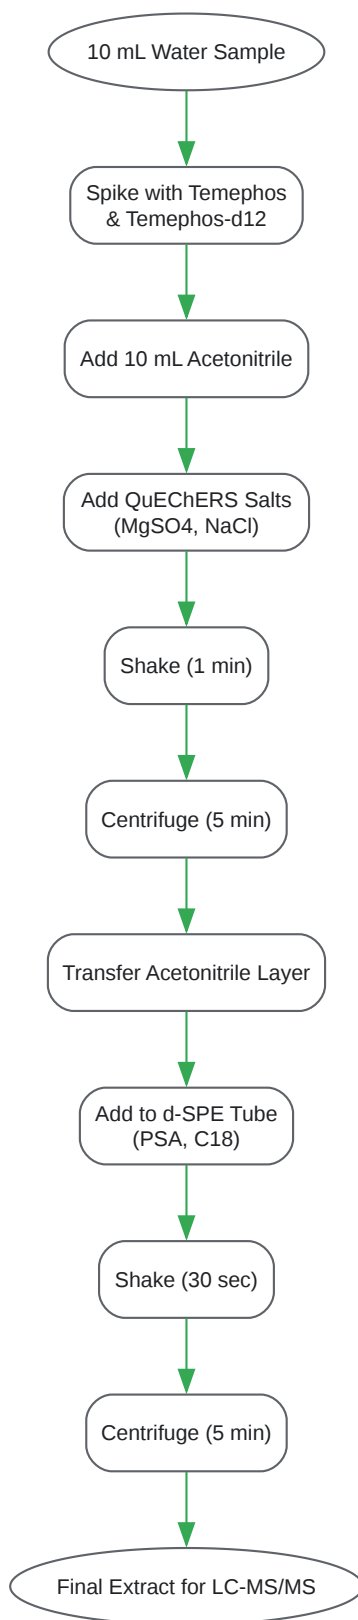 10 mL Water Sample
Spike with Temephos
& Temephos-d12
Add 10 mL Acetonitrile
Add QuEChERS Salts
(MgSO4, NaCl)
Shake (1 min)
Centrifuge (5 min)
Transfer Acetonitrile Layer
Add to d-SPE Tube
(PSA, C18)
Shake (30 sec)
Centrifuge (5 min)
Final Extract for LC-MS/MS